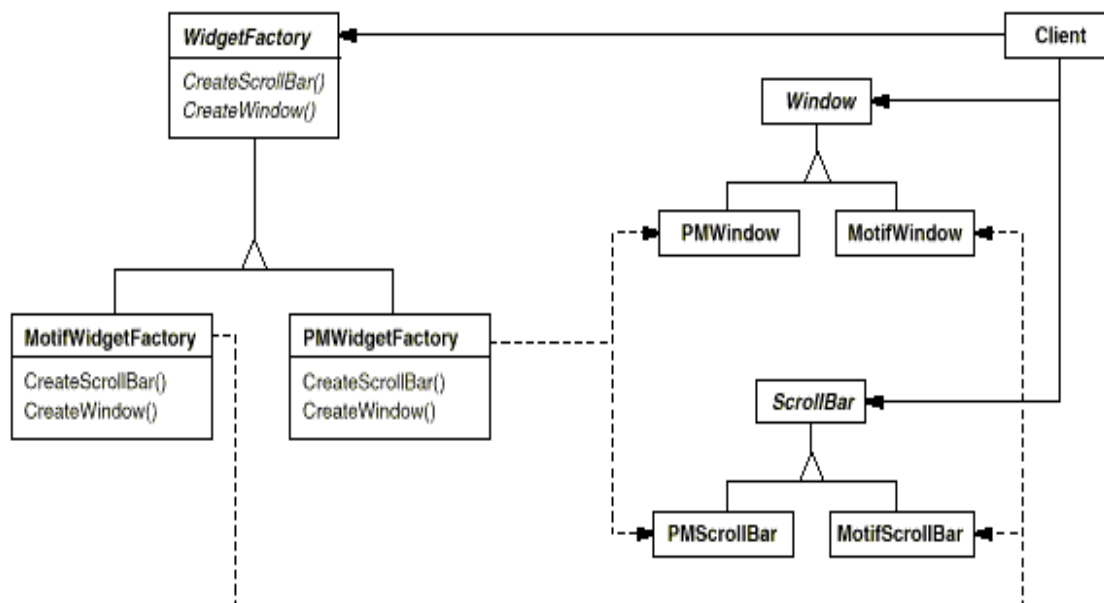 WidgetFactory
CreateScrollBar()
CreateWindow()
Client
Window
PMWindow
MotifWindow
MotifWidgetFactory
CreateScrollBar()
CreateWindow()
PMWidgetFactory
CreateScrollBar()
CreateWindow()
ScrollBar
PMScrollBar
MotifScrollBar